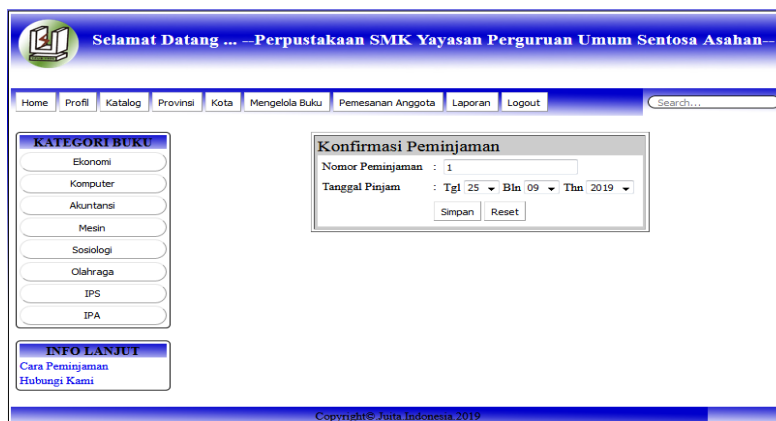 Selamat Datang ... --Perpustakaan SMK Yayasan Perguruan Umum Sentosa Asahan--
Home Profil Katalog Provinsi Kota Mengelola Buku Pemesanan Anggota Laporan Logout Search...
KATEGORI BUKU
Ekonomi
Komputer
Akuntansi
Mesin
Sosiologi
Olahraga
IPS
IPA
INFO LANJUT
Cara Peminjaman
Hubungi Kami
Konfirmasi Peminjaman
Nomor Peminjaman : 1
Tanggal Pinjam : Tgl 25 Bln 09 Thn 2019
Simpan Reset
Copyright© Juita.Indonesia 2019